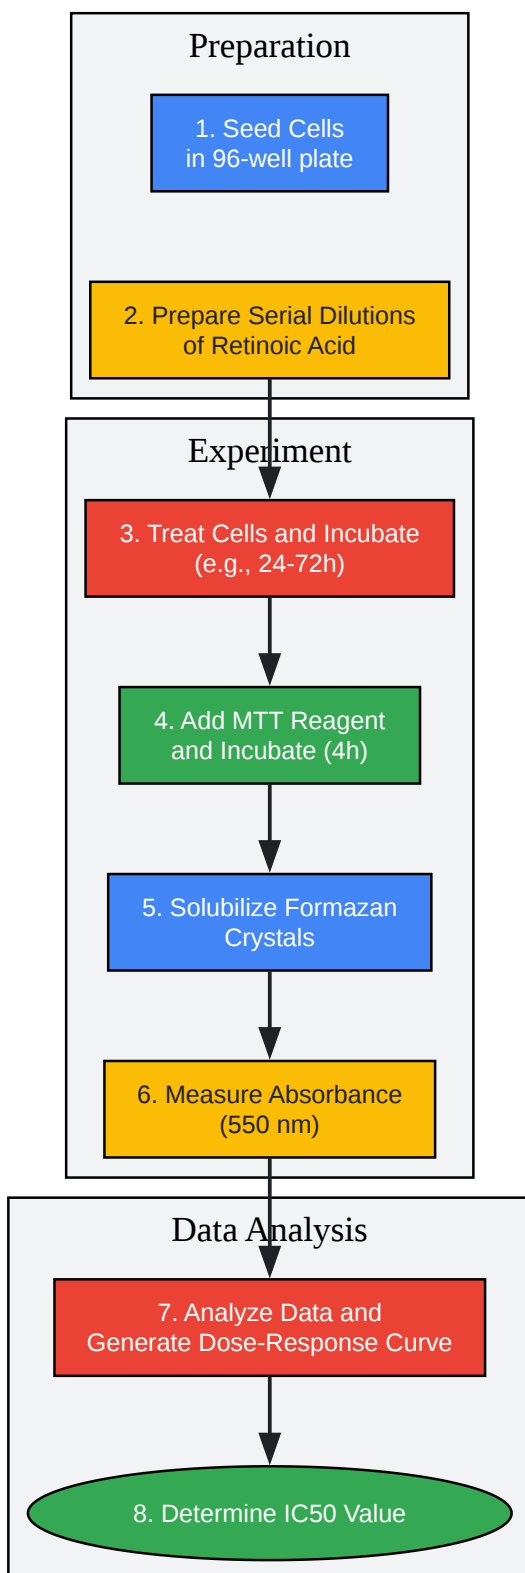 Preparation
1. Seed Cells
in 96-well plate
2. Prepare Serial Dilutions
of Retinoic Acid
Experiment
3. Treat Cells and Incubate
(e.g., 24-72h)
4. Add MTT Reagent
and Incubate (4h)
5. Solubilize Formazan
Crystals
6. Measure Absorbance
(550 nm)
Data Analysis
7. Analyze Data and
Generate Dose-Response Curve
8. Determine IC50 Value